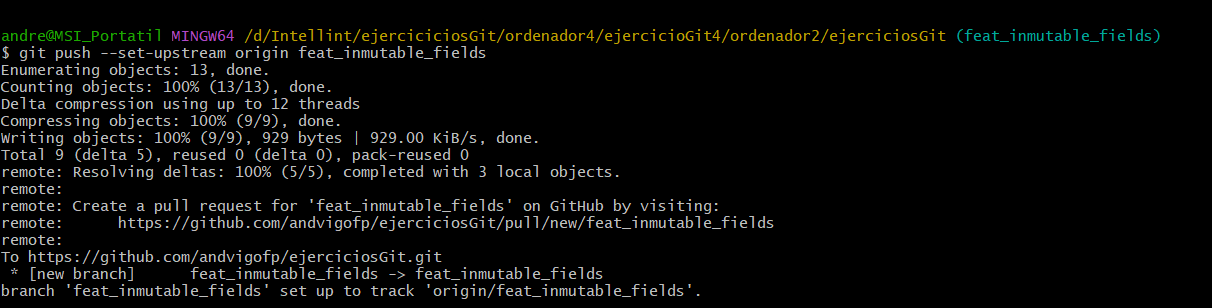 andre@MSI_Portatil MINGW64 /d/Intellint/ejerciciciosGit/ordenador4/ejercicioGit4/ordenador2/ejerciciosGit (feat_inmutable_fields)
$ git push --set-upstream origin feat_inmutable_fields
Enumerating objects: 13, done.
Counting objects: 100% (13/13), done.
Delta compression using up to 12 threads
Compressing objects: 100% (9/9), done.
Writing objects: 100% (9/9), 929 bytes | 929.00 KiB/s, done.
Total 9 (delta 5), reused 0 (delta 0), pack-reused 0
remote: Resolving deltas: 100% (5/5), completed with 3 local objects.
remote:
remote: Create a pull request for 'feat_inmutable_fields' on GitHub by visiting:
remote:      https://github.com/andvigofp/ejerciciosGit/pull/new/feat_inmutable_fields
remote:
To https://github.com/andvigofp/ejerciciosGit.git
 * [new branch]      feat_inmutable_fields -> feat_inmutable_fields
branch 'feat_inmutable_fields' set up to track 'origin/feat_inmutable_fields'.